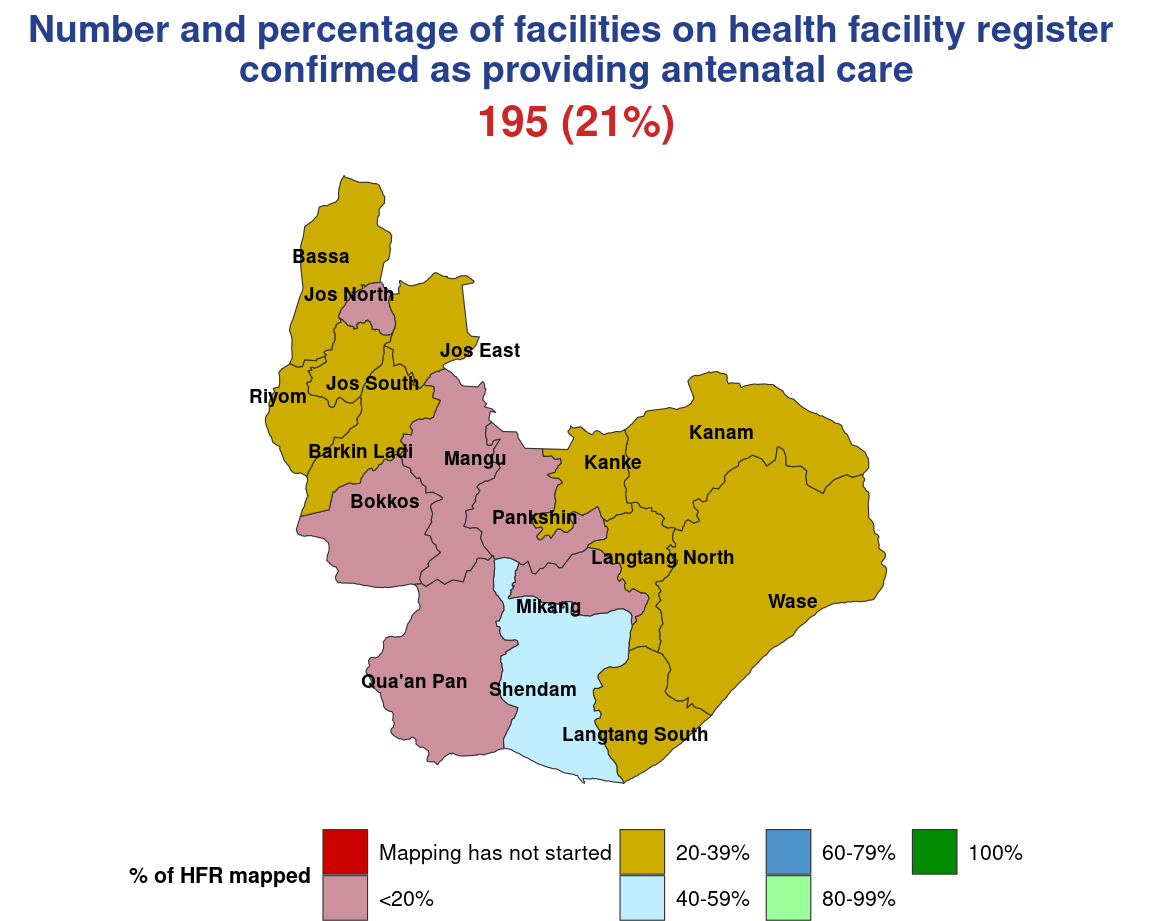 Number and percentage of facilities on health facility register
confirmed as providing antenatal care
195 (21%)
Bassa
Jos North
Jos East
Jos South
Riyom
Kanam
Barkin Ladi
Mangu
Kanke
Bokkos
Pankshin
Langtang North
Wase
Mikang
Qua'an Pan
Shendam
Langtang South
% of HFR mapped
Mapping has not started
<20%
20-39%
40-59%
60-79%
80-99%
100%